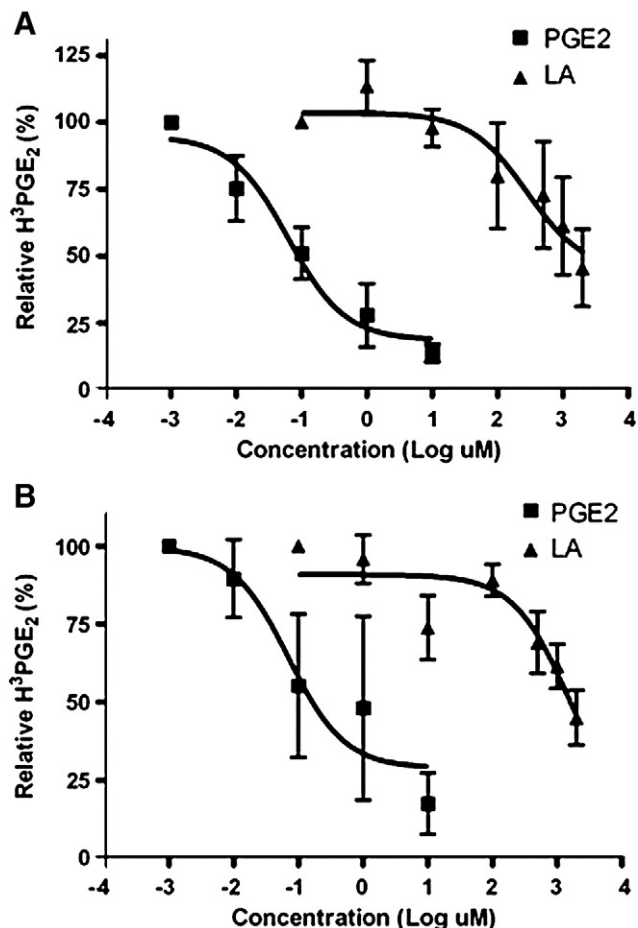 A
PGE2
LA
125
100
75
50
25
0
Relative H³PGE₂ (%)
-4 -3 -2 -1 0 1 2 3 4
Concentration (Log uM)
B
PGE2
LA
100
75
50
25
0
Relative H³PGE₂ (%)
-4 -3 -2 -1 0 1 2 3 4
Concentration (Log uM)